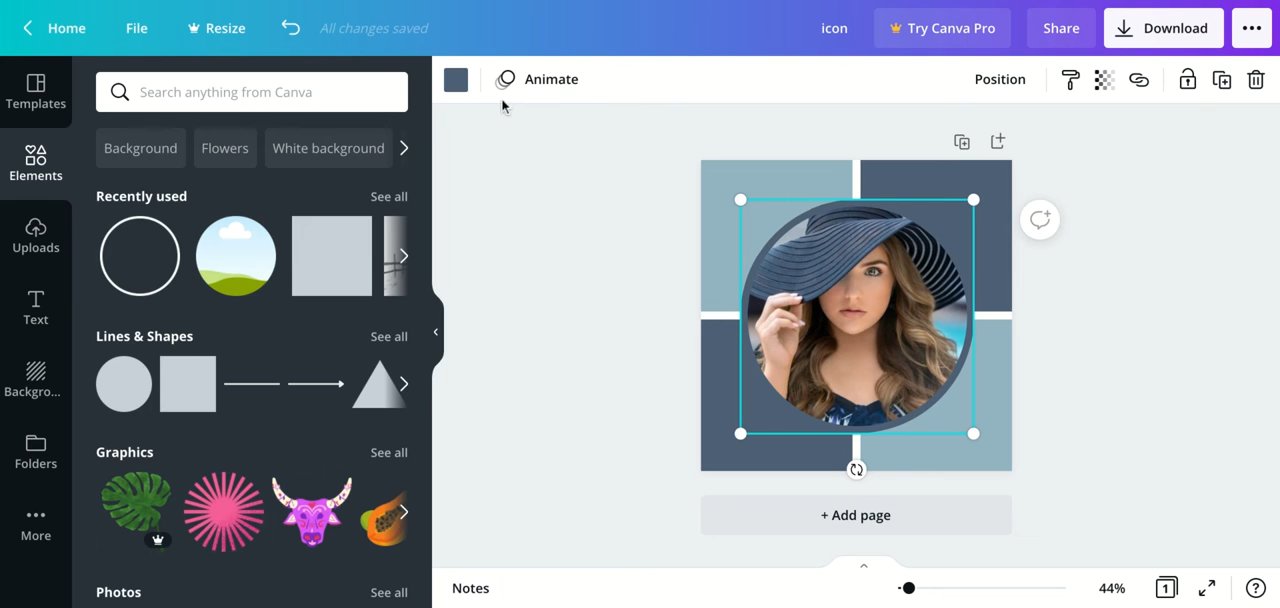 Home File Resize All changes saved icon Try Canva Pro Share Download
Templates
Elements
Uploads
Text
Backgro...
Folders
More
Search anything from Canva
Background Flowers White background
Recently used See all
Lines & Shapes See all
Graphics See all
Photos See all
Animate Position
+ Add page
Notes 44% 1 ?